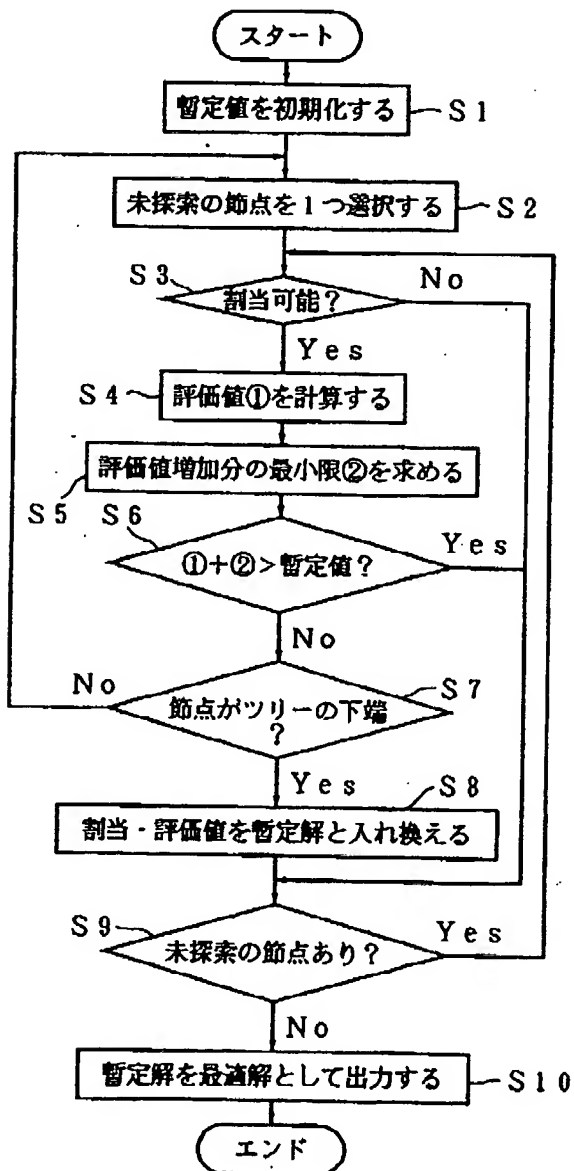 スタート
暫定値を初期化する
S1
未探索の節点を1つ選択する
S2
S3
割当可能?
No
Yes
S4
評価値①を計算する
評価値増加分の最小限②を求める
S5
S6
①+②>暫定値?
Yes
No
No
S7
節点がツリーの下端
?
Yes
S8
割当・評価値を暫定解と入れ換える
S9
未探索の節点あり?
Yes
No
暫定解を最適解として出力する
S10
エンド